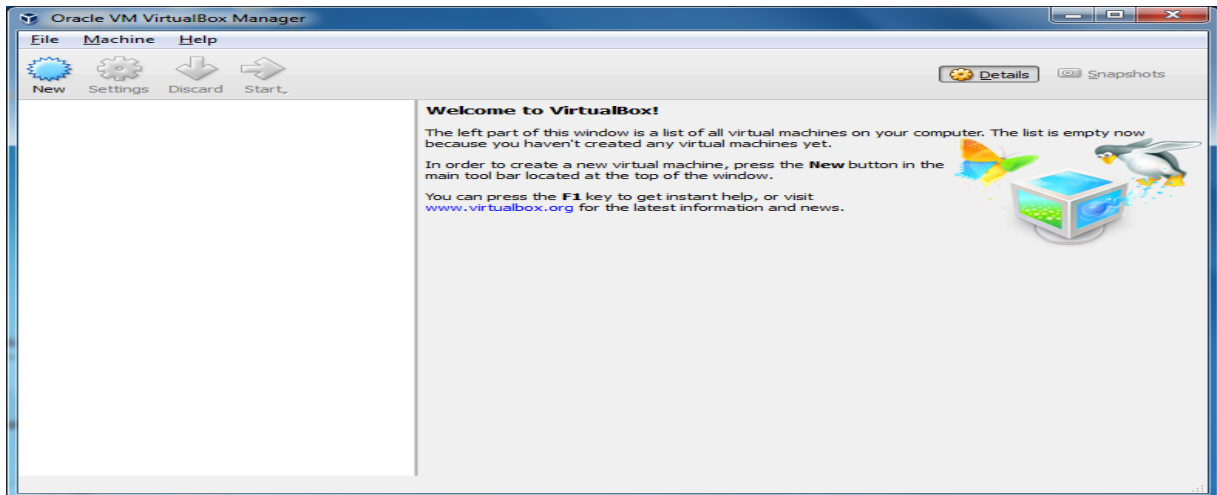 Oracle VM VirtualBox Manager
File Machine Help
New Settings Discard Start
Details Snapshots
Welcome to VirtualBox!
The left part of this window is a list of all virtual machines on your computer. The list is empty now
because you haven't created any virtual machines yet.
In order to create a new virtual machine, press the New button in the
main tool bar located at the top of the window.
You can press the F1 key to get instant help, or visit
www.virtualbox.org for the latest information and news.